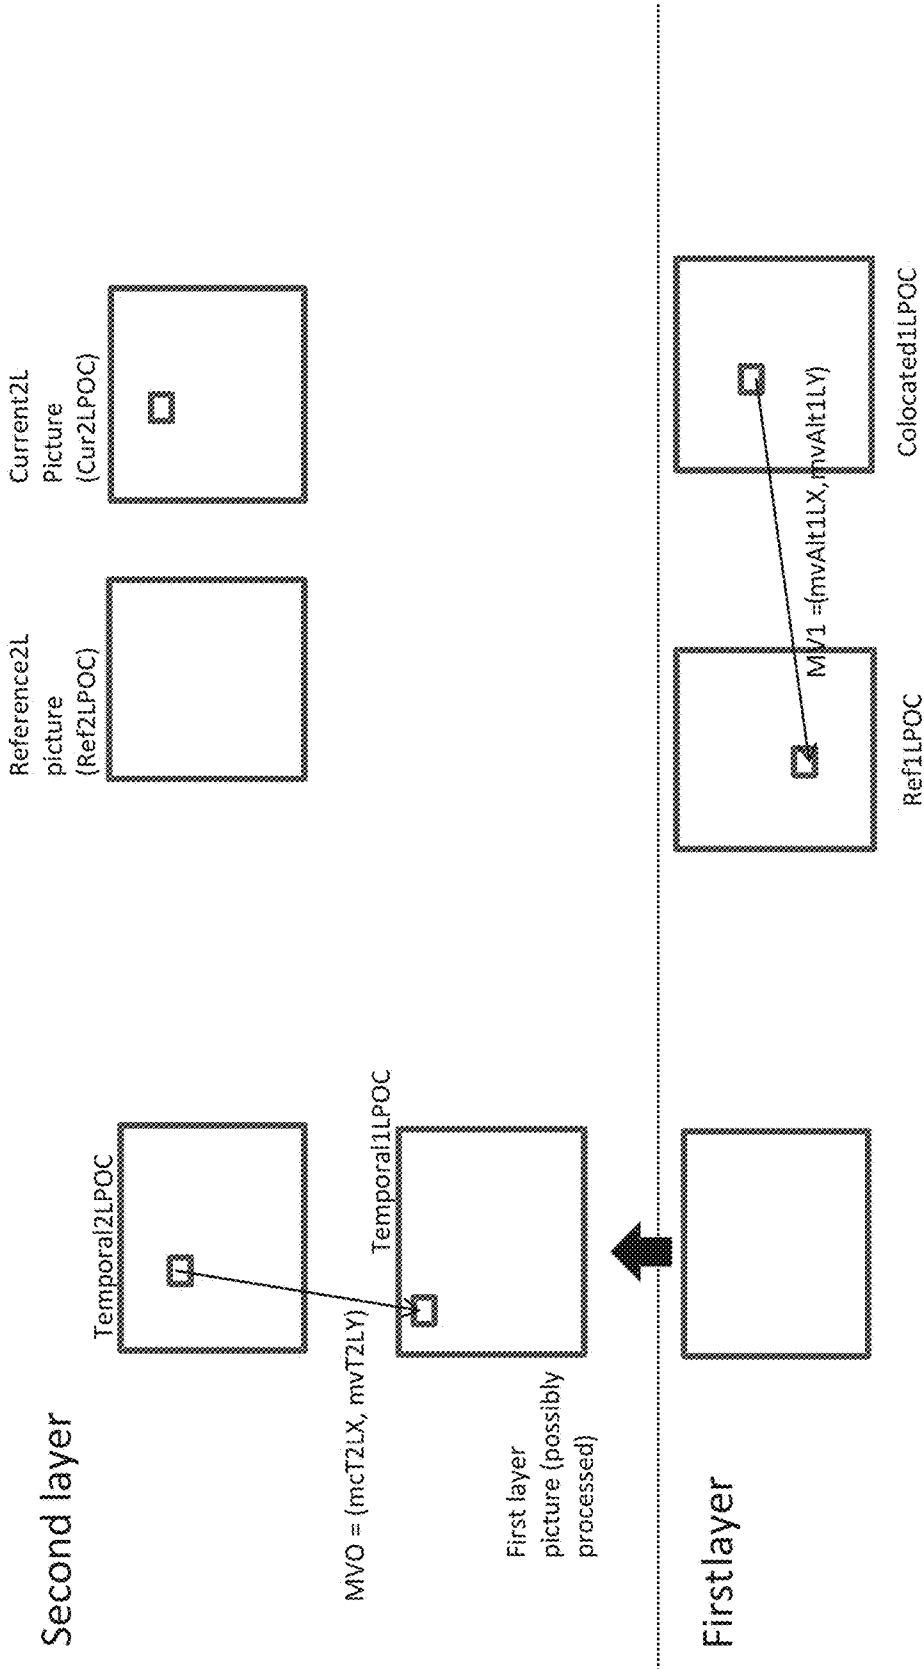 Second layer
Temporal2LPOC
Reference2L
picture
(Ref2LPOC)
Current2L
Picture
(Cur2LPOC)
MVO = (mcT2LX, mvT2LY)
Temporal1LPOC
First layer
picture (possibly
processed)
Firstlayer
MV1 =(mvAlt1LX,mvAlt1LY)
Ref1LPOC
Colocated1LPOC